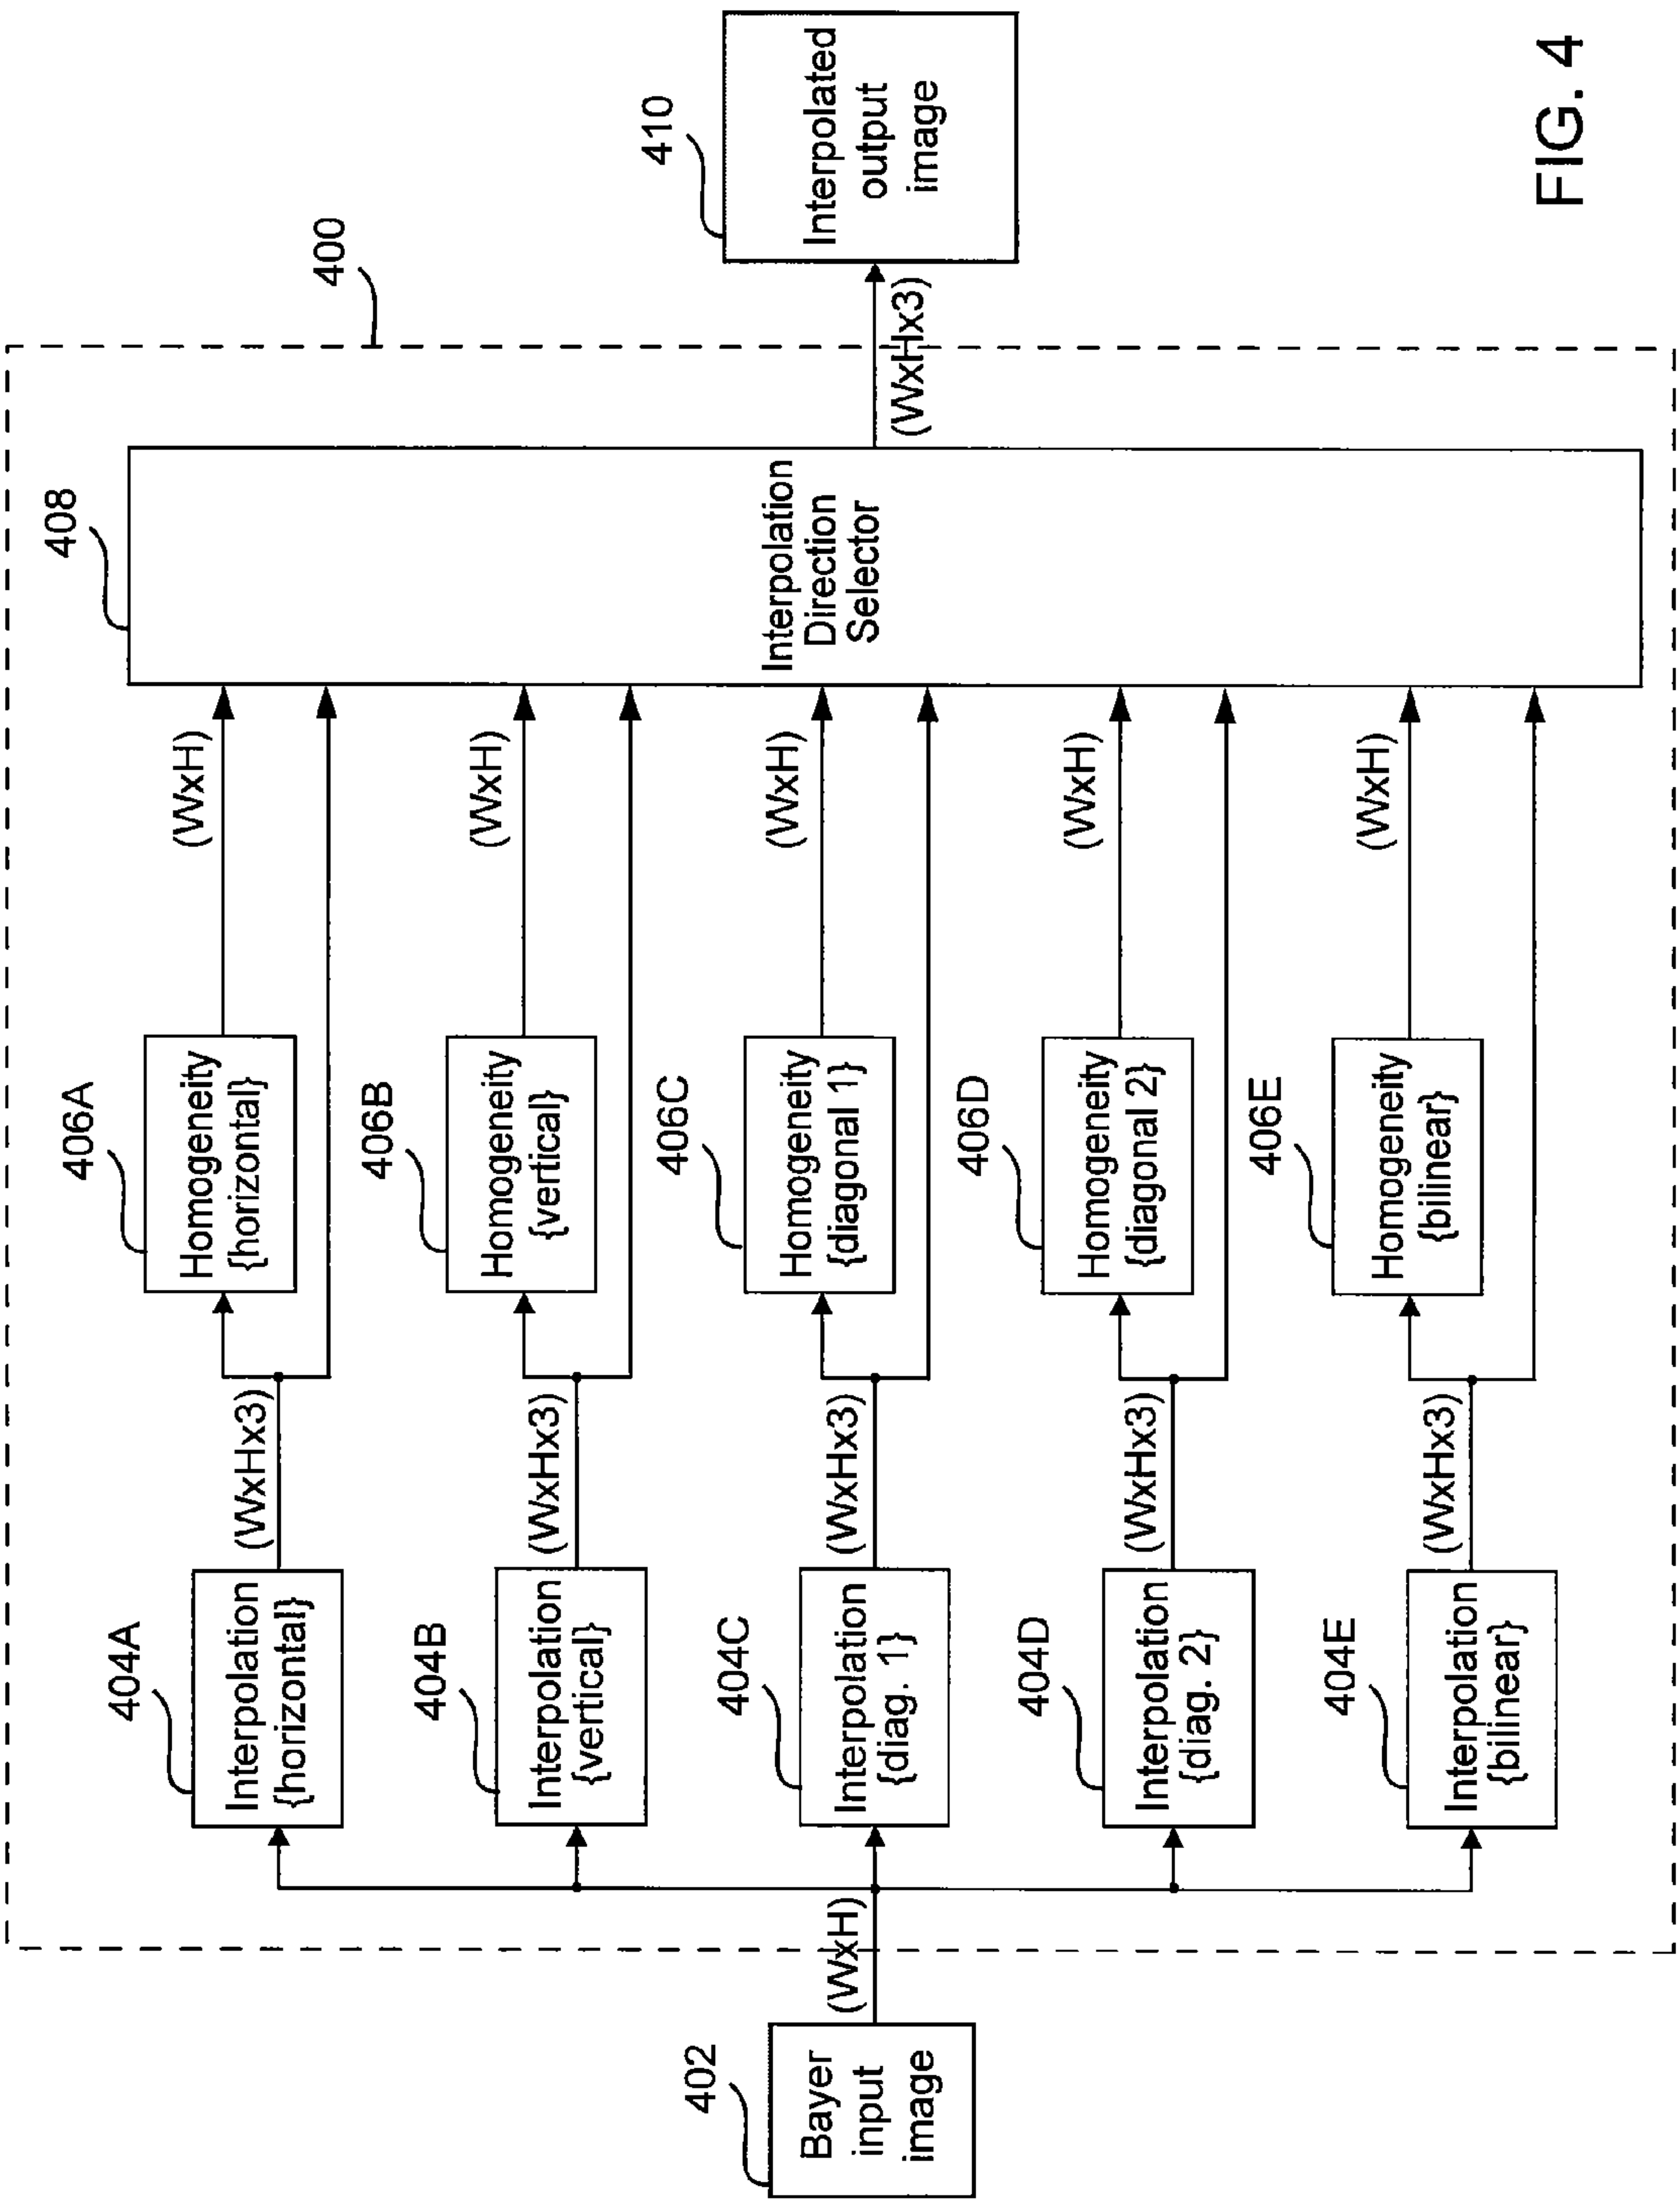 402
Bayer
input
image
(WxH)
400
404A
Interpolation
{horizontal}
(WxHx3)
406A
Homogeneity
{horizontal}
(WxH)
404B
Interpolation
{vertical}
(WxHx3)
406B
Homogeneity
{vertical}
(WxH)
404C
Interpolation
{diag. 1}
(WxHx3)
406C
Homogeneity
{diagonal 1}
(WxH)
404D
Interpolation
{diag. 2}
(WxHx3)
406D
Homogeneity
{diagonal 2}
(WxH)
404E
Interpolation
{bilinear}
(WxHx3)
406E
Homogeneity
{bilinear}
(WxH)
408
Interpolation
Direction
Selector
(WxHx3)
410
Interpolated
output
image
FIG. 4